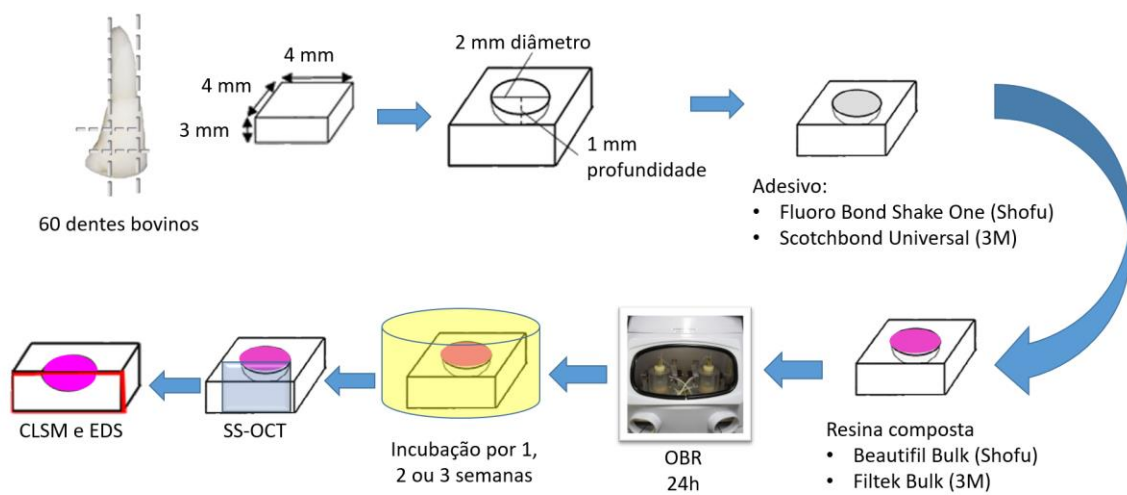 60 dentes bovinos
4 mm
4 mm
3 mm
2 mm diâmetro
1 mm
profundidade
Adesivo:
• Fluoro Bond Shake One (Shofu)
• Scotchbond Universal (3M)
Resina composta
• Beautifil Bulk (Shofu)
• Filtek Bulk (3M)
OBR
24h
Incubação por 1,
2 ou 3 semanas
SS-OCT
CLSM e EDS